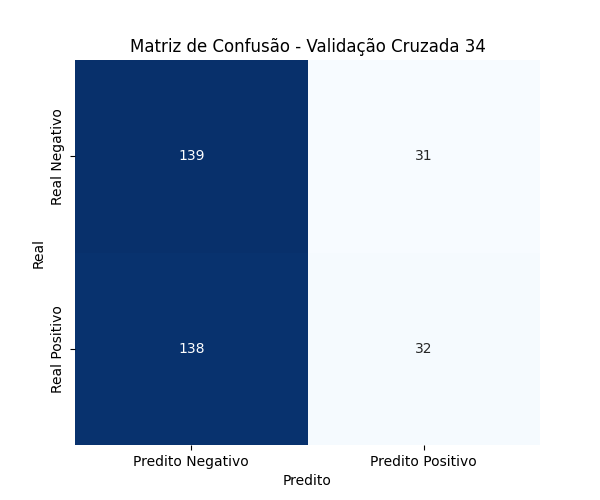 Matriz de Confusão - Validação Cruzada 34
Real Negativo
139
31
Real
Real Positivo
138
32
Predito Negativo
Predito Positivo
Predito